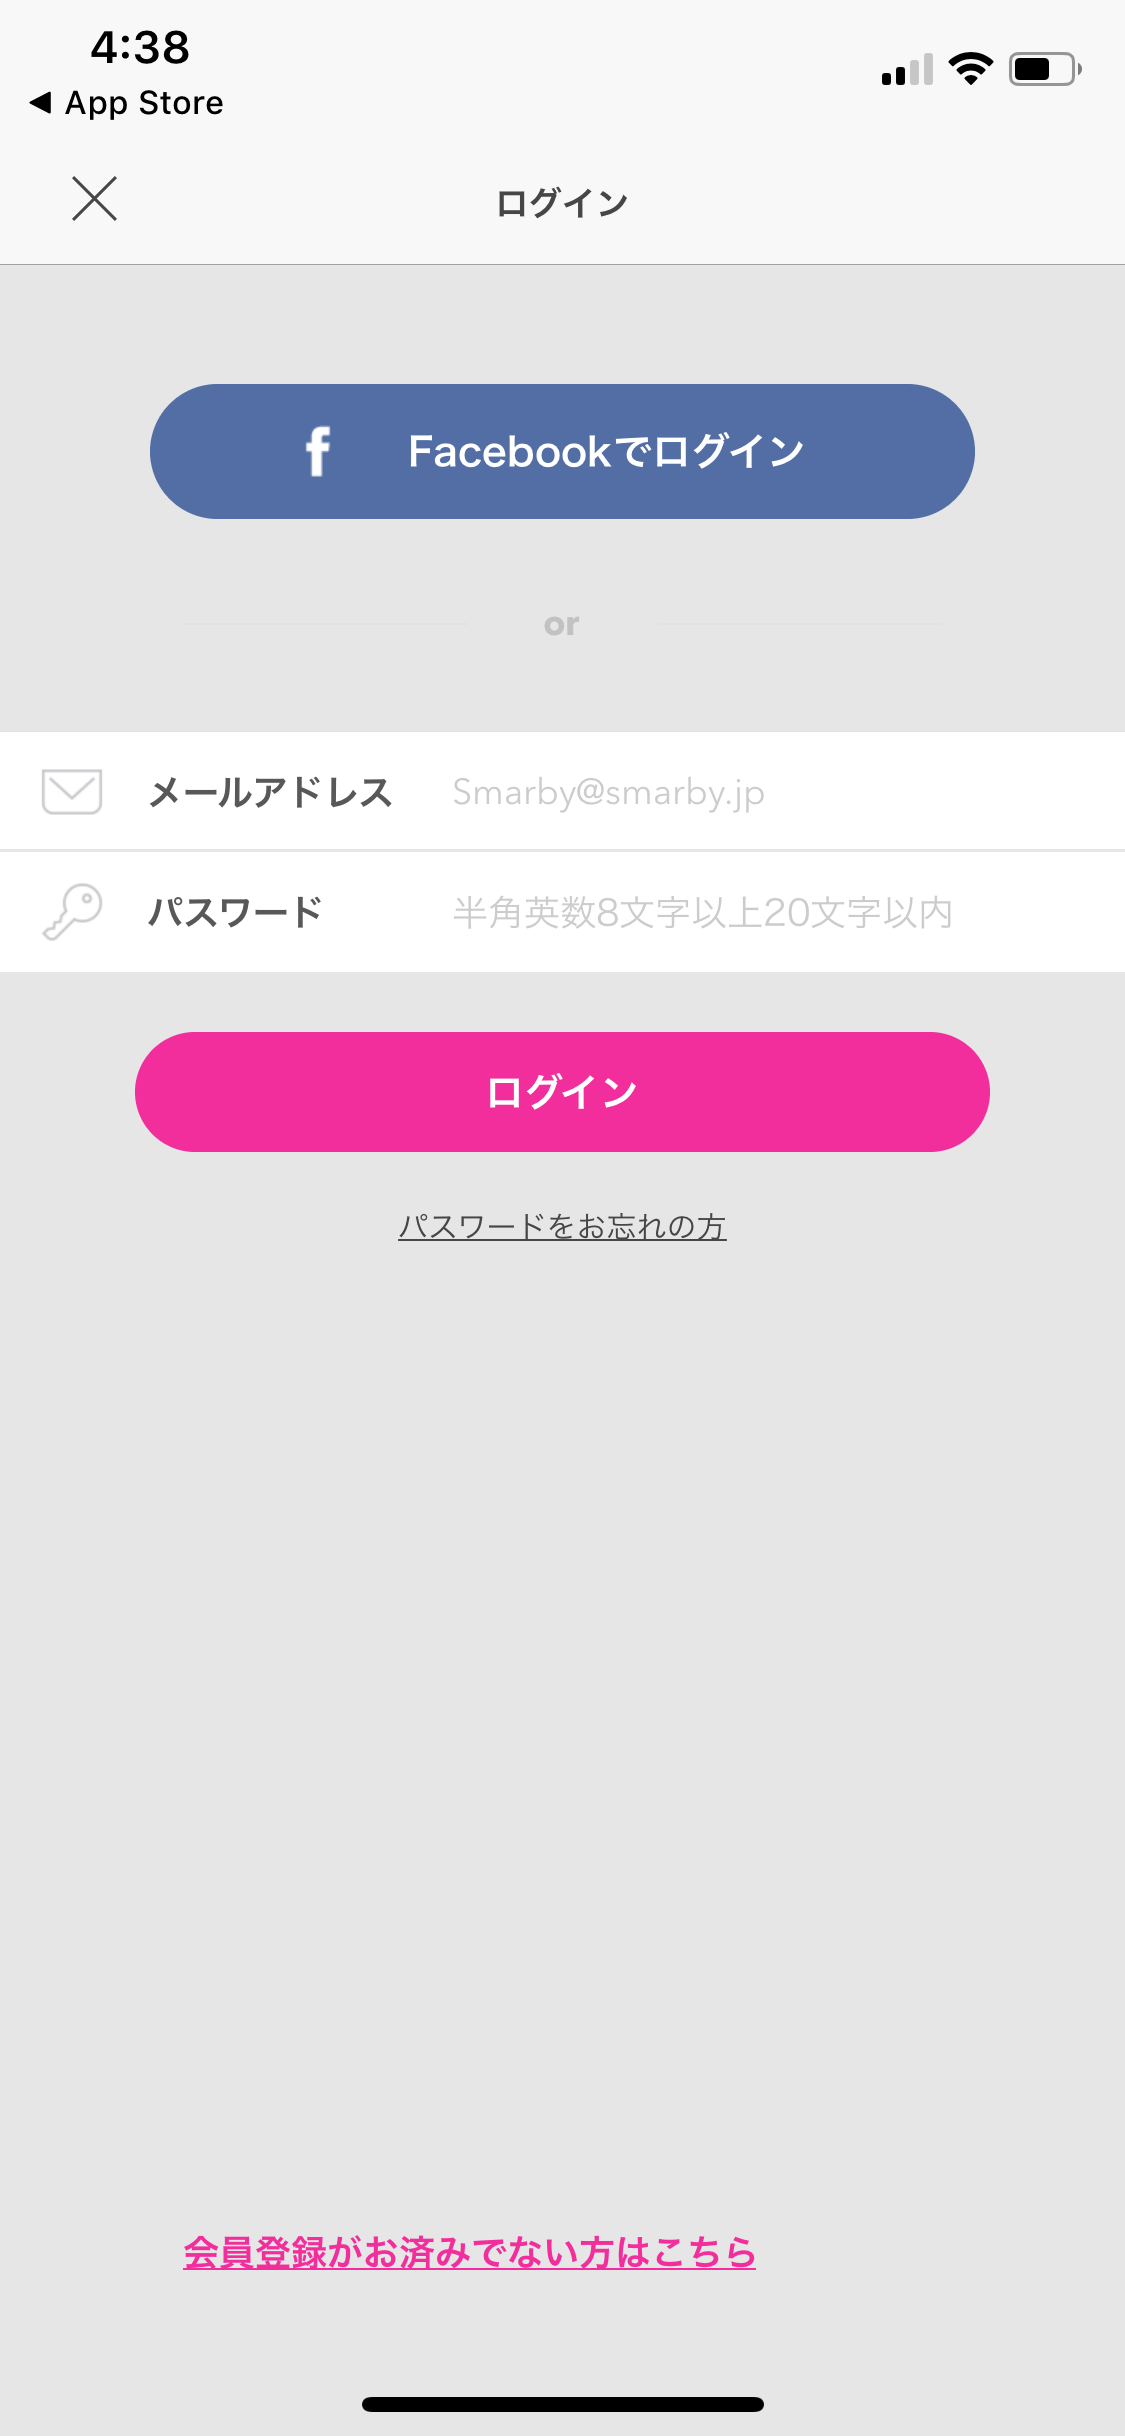 4:38
◀ App Store
ログイン
Facebookでログイン
or
メールアドレス Smarby@smarby.jp
パスワード 半角英数8文字以上20文字以内
ログイン
パスワードをお忘れの方
会員登録がお済みでない方はこちら